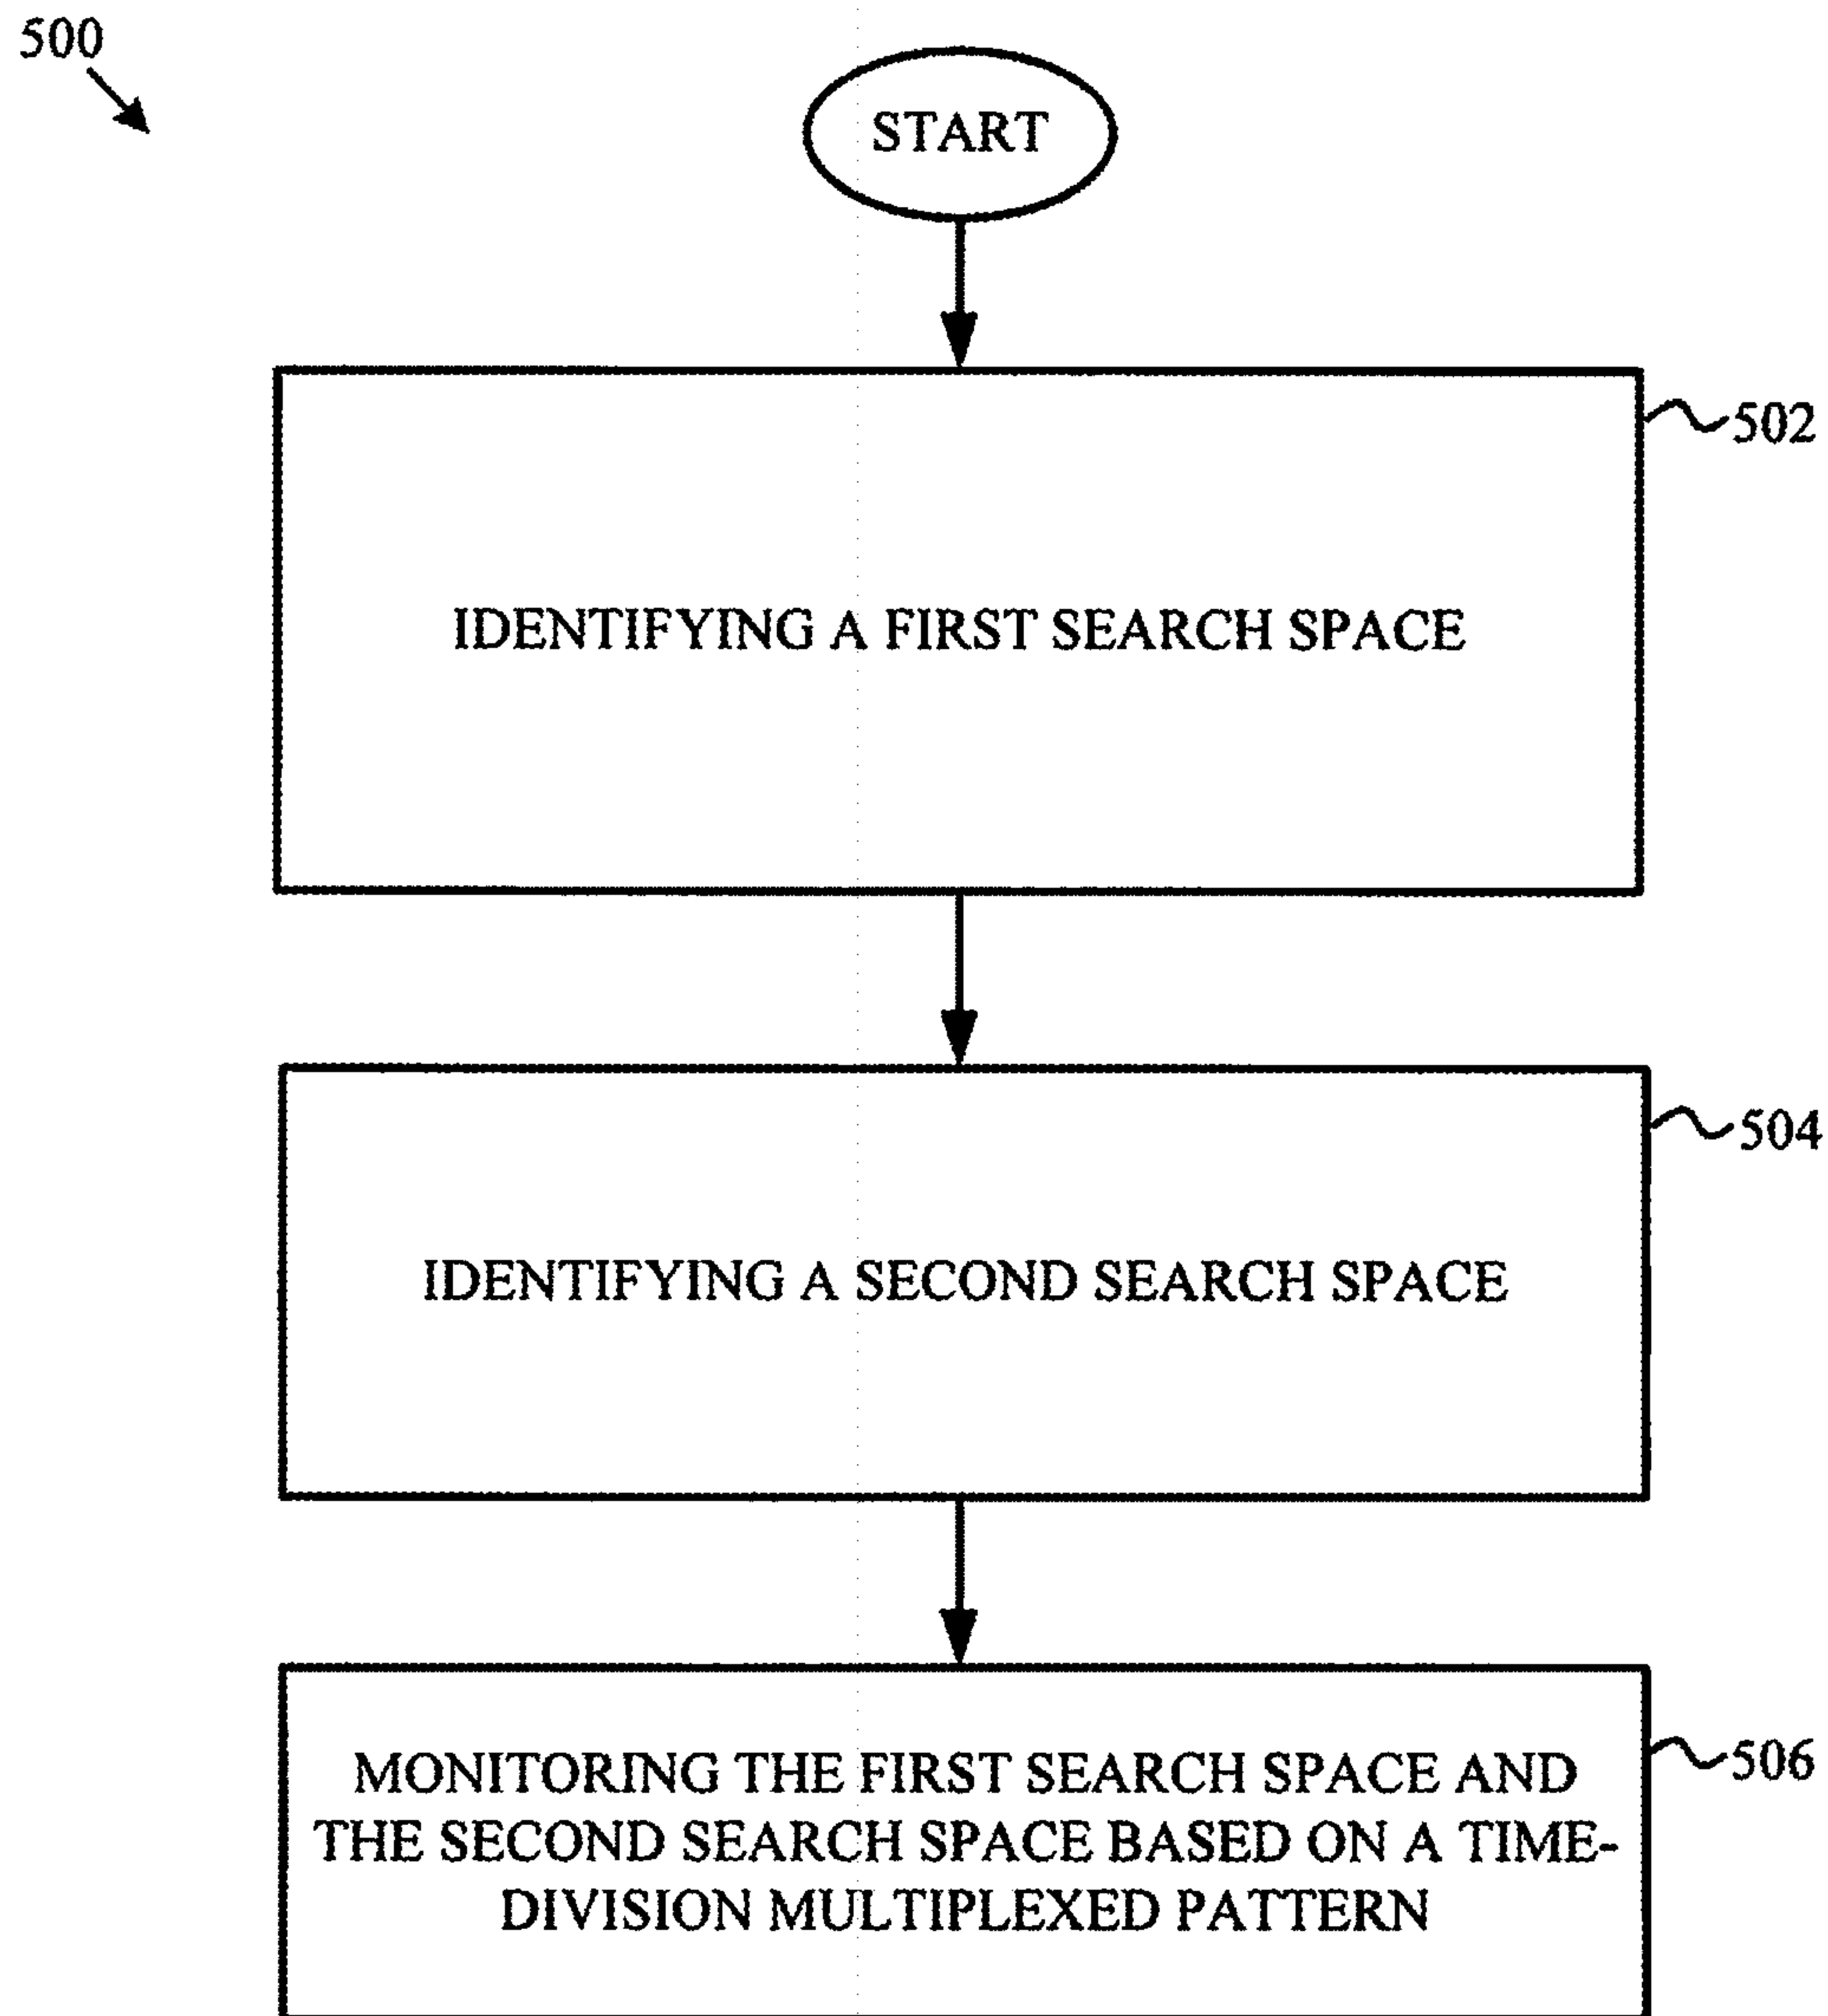 500
START
502
IDENTIFYING A FIRST SEARCH SPACE
504
IDENTIFYING A SECOND SEARCH SPACE
506
MONITORING THE FIRST SEARCH SPACE AND
THE SECOND SEARCH SPACE BASED ON A TIME-
DIVISION MULTIPLEXED PATTERN